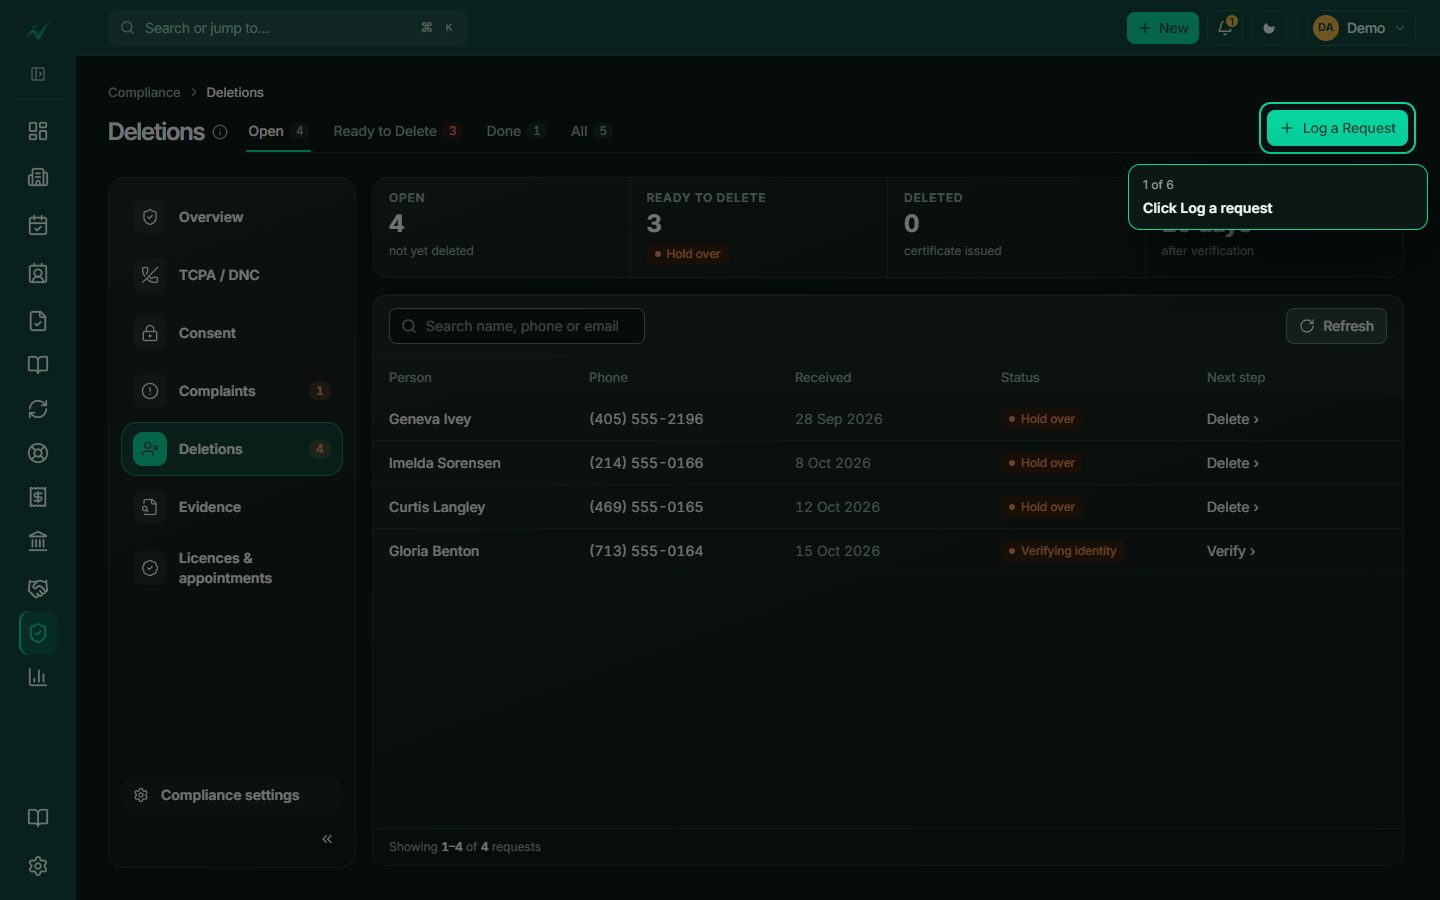 Search or jump to...
⌘ K
+ New
1
DA
Demo
Compliance > Deletions
Deletions
Open 4
Ready to Delete 3
Done 1
All 5
+ Log a Request
1 of 6
Click Log a request
Overview
TCPA / DNC
Consent
Complaints 1
Deletions 4
Evidence
Licences &
appointments
Compliance settings
OPEN
4
not yet deleted
READY TO DELETE
3
Hold over
DELETED
0
certificate issued
days
after verification
Search name, phone or email
Refresh
Person Phone Received Status Next step
Geneva Ivey (405) 555-2196 28 Sep 2026 Hold over Delete ›
Imelda Sorensen (214) 555-0166 8 Oct 2026 Hold over Delete ›
Curtis Langley (469) 555-0165 12 Oct 2026 Hold over Delete ›
Gloria Benton (713) 555-0164 15 Oct 2026 Verifying identity Verify ›
Showing 1–4 of 4 requests